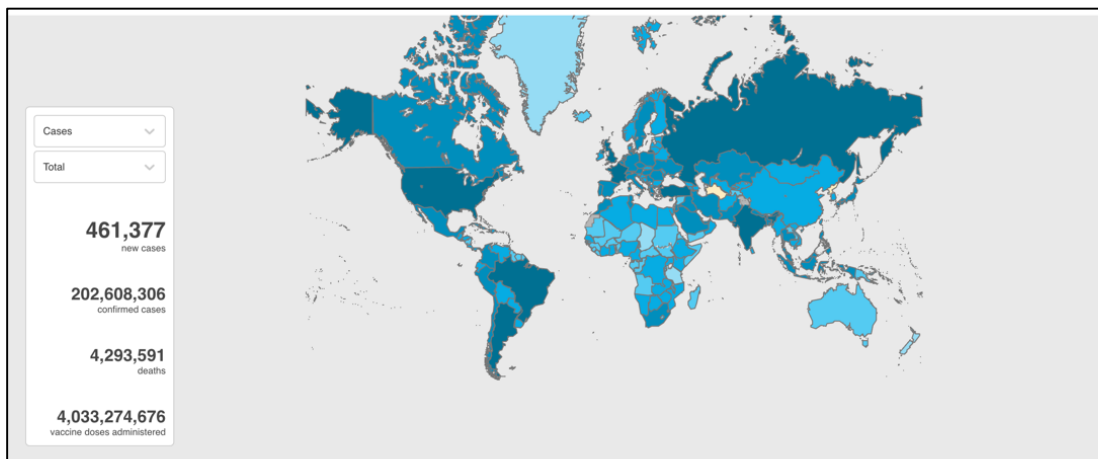 Cases
Total
461,377
new cases
202,608,306
confirmed cases
4,293,591
deaths
4,033,274,676
vaccine doses administered